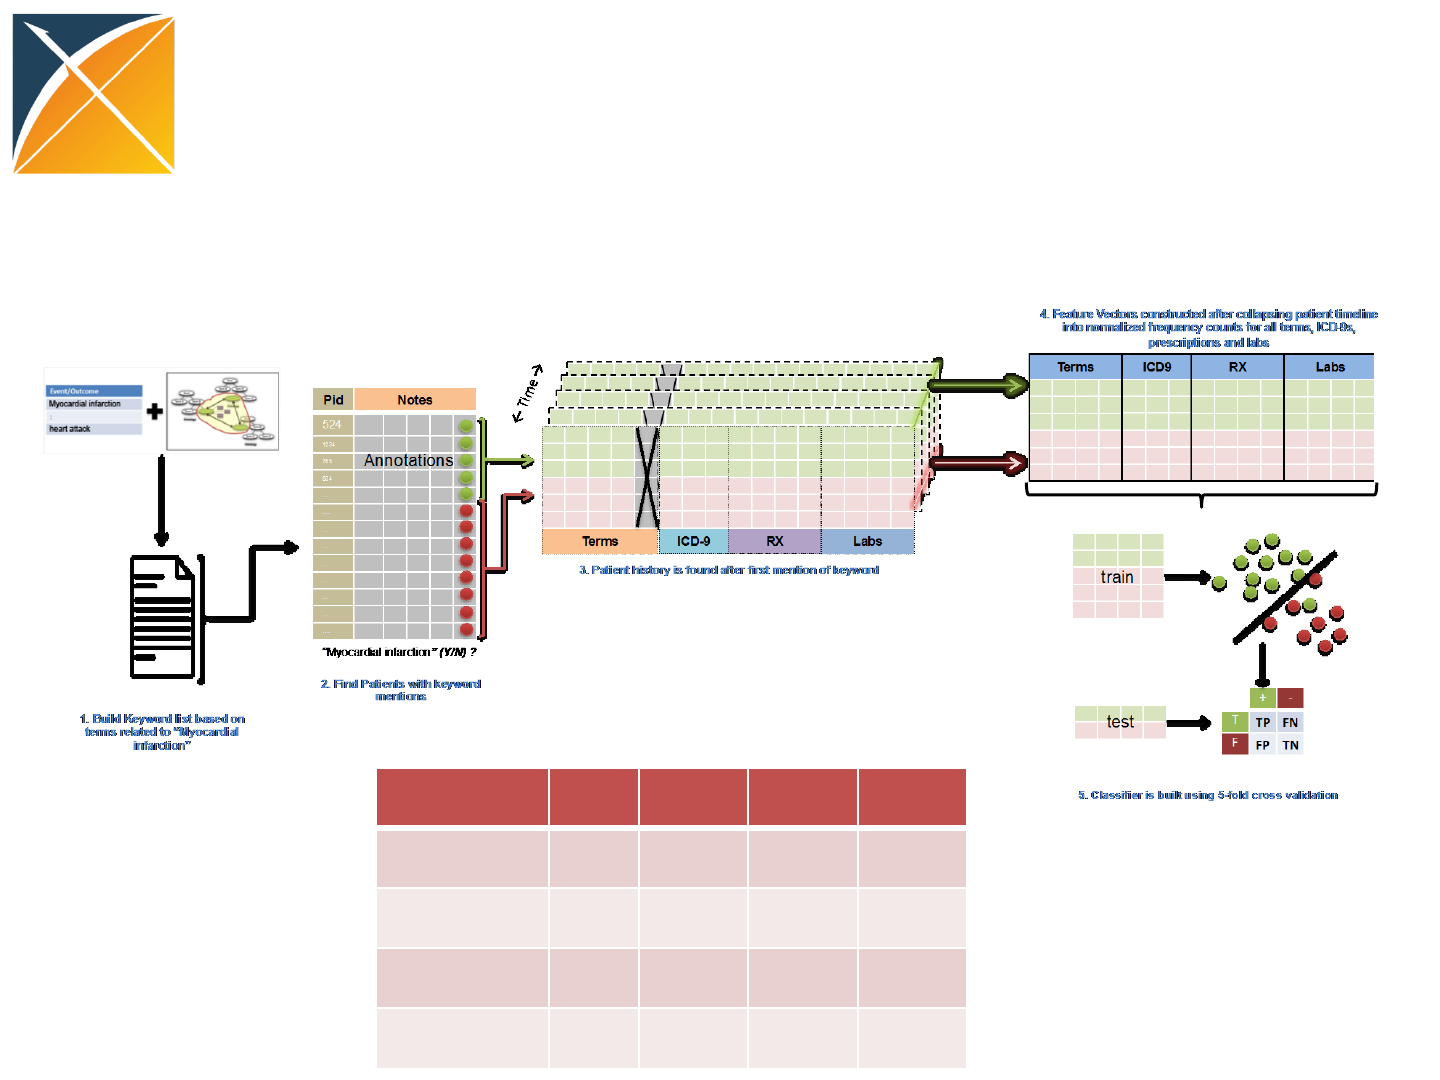 4. Feature Vectors constructed after collapsing patient timeline
into normalized frequency counts for all terms, ICD-9s,
prescriptions and labs
Terms ICD9 RX Labs
Event/Outcome
Myocardial infarction
:
heart attack
+
Pid Notes
524
Annotations
Time
Terms ICD-9 RX Labs
3. Patient history is found after first mention of keyword
"Myocardial infarction" (Y/N) ?
2. Find Patients with keyword
mentions
1. Build Keyword list based on
terms related to "Myocardial
infarction"
train
test
+ -
T TP FN
F FP TN
5. Classifier is built using 5-fold cross validation